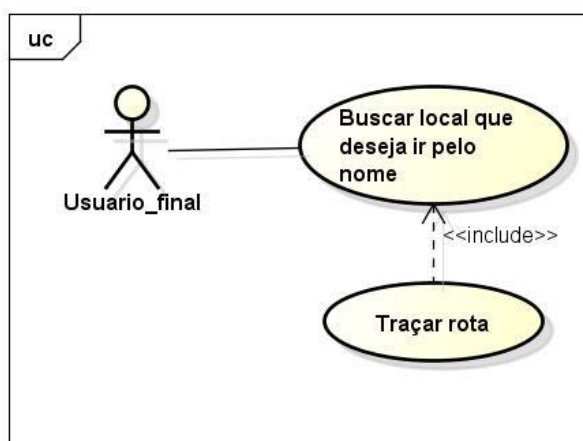 uc
Buscar local que
deseja ir pelo
nome
Usuario_final
<<include>>
Traçar rota